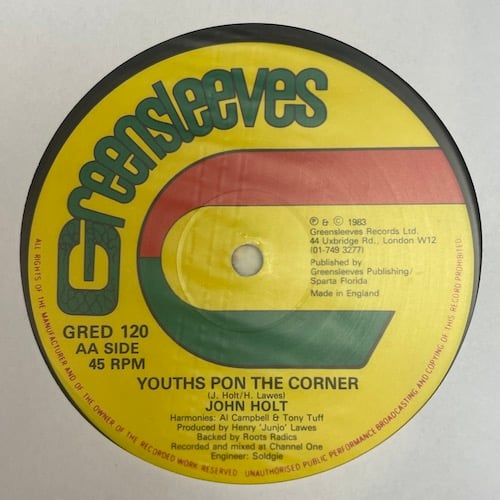 Greensleeves
℗ & © 1983
Greensleeves Records Ltd.
44 Uxbridge Rd., London W12
(01-749 3277)
Published by
Greensleeves Publishing/
Sparta Florida
Made in England
GRED 120
AA SIDE
45 RPM
YOUTHS PON THE CORNER
(J. Holt/H. Lawes)
JOHN HOLT
Harmonies: Al Campbell & Tony Tuff
Produced by Henry 'Junjo' Lawes
Backed by Roots Radics
Recorded and mixed at Channel One
Engineer: Soldgie
ALL RIGHTS OF THE MANUFACTURER AND OF THE OWNER OF THE RECORDED WORK RESERVED UNAUTHORISED PUBLIC PERFORMANCE BROADCASTING AND COPYING OF THIS RECORD PROHIBITED